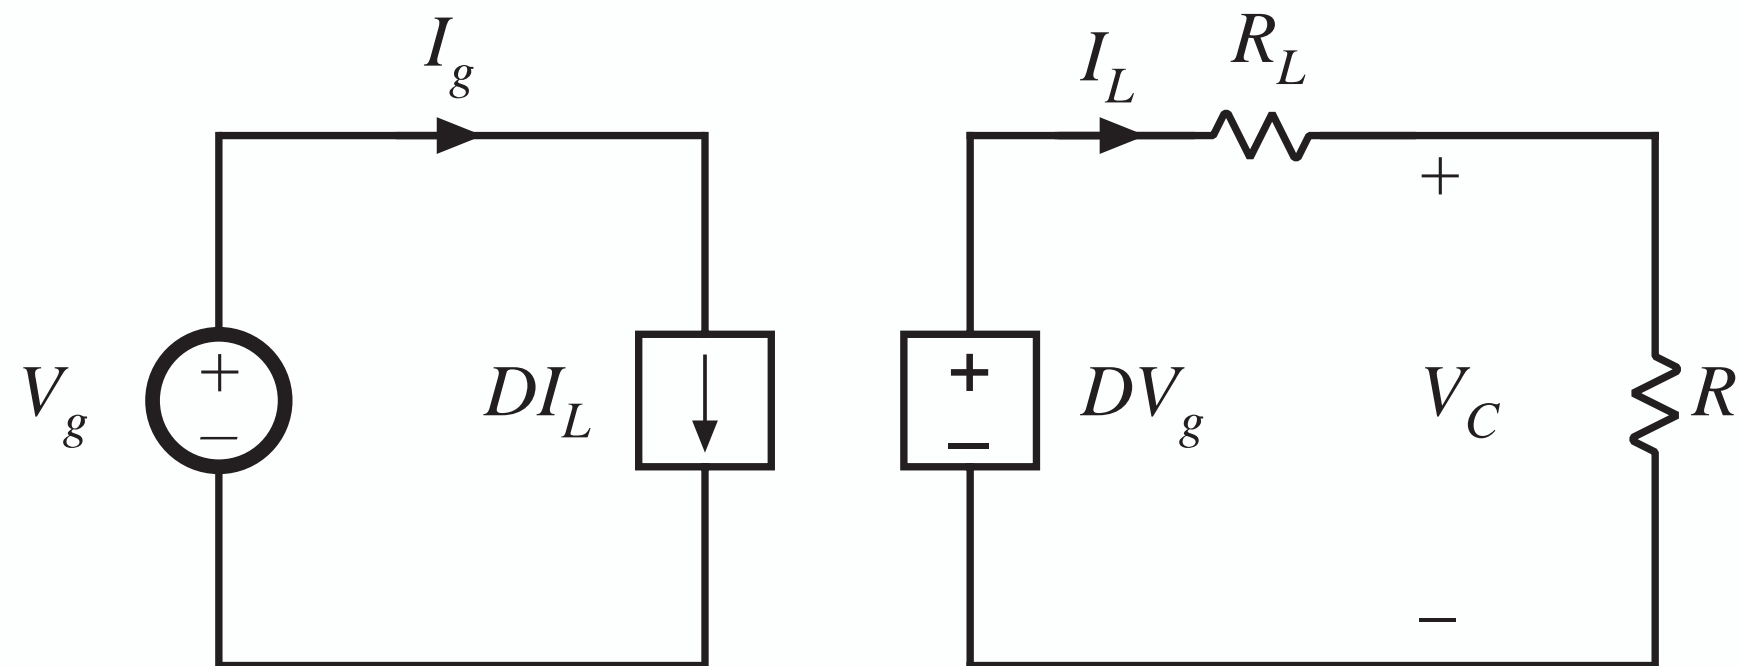 I_g
I_L
R_L
+
V_g
+
−
DI_L
+
−
DV_g
V_C
R
−